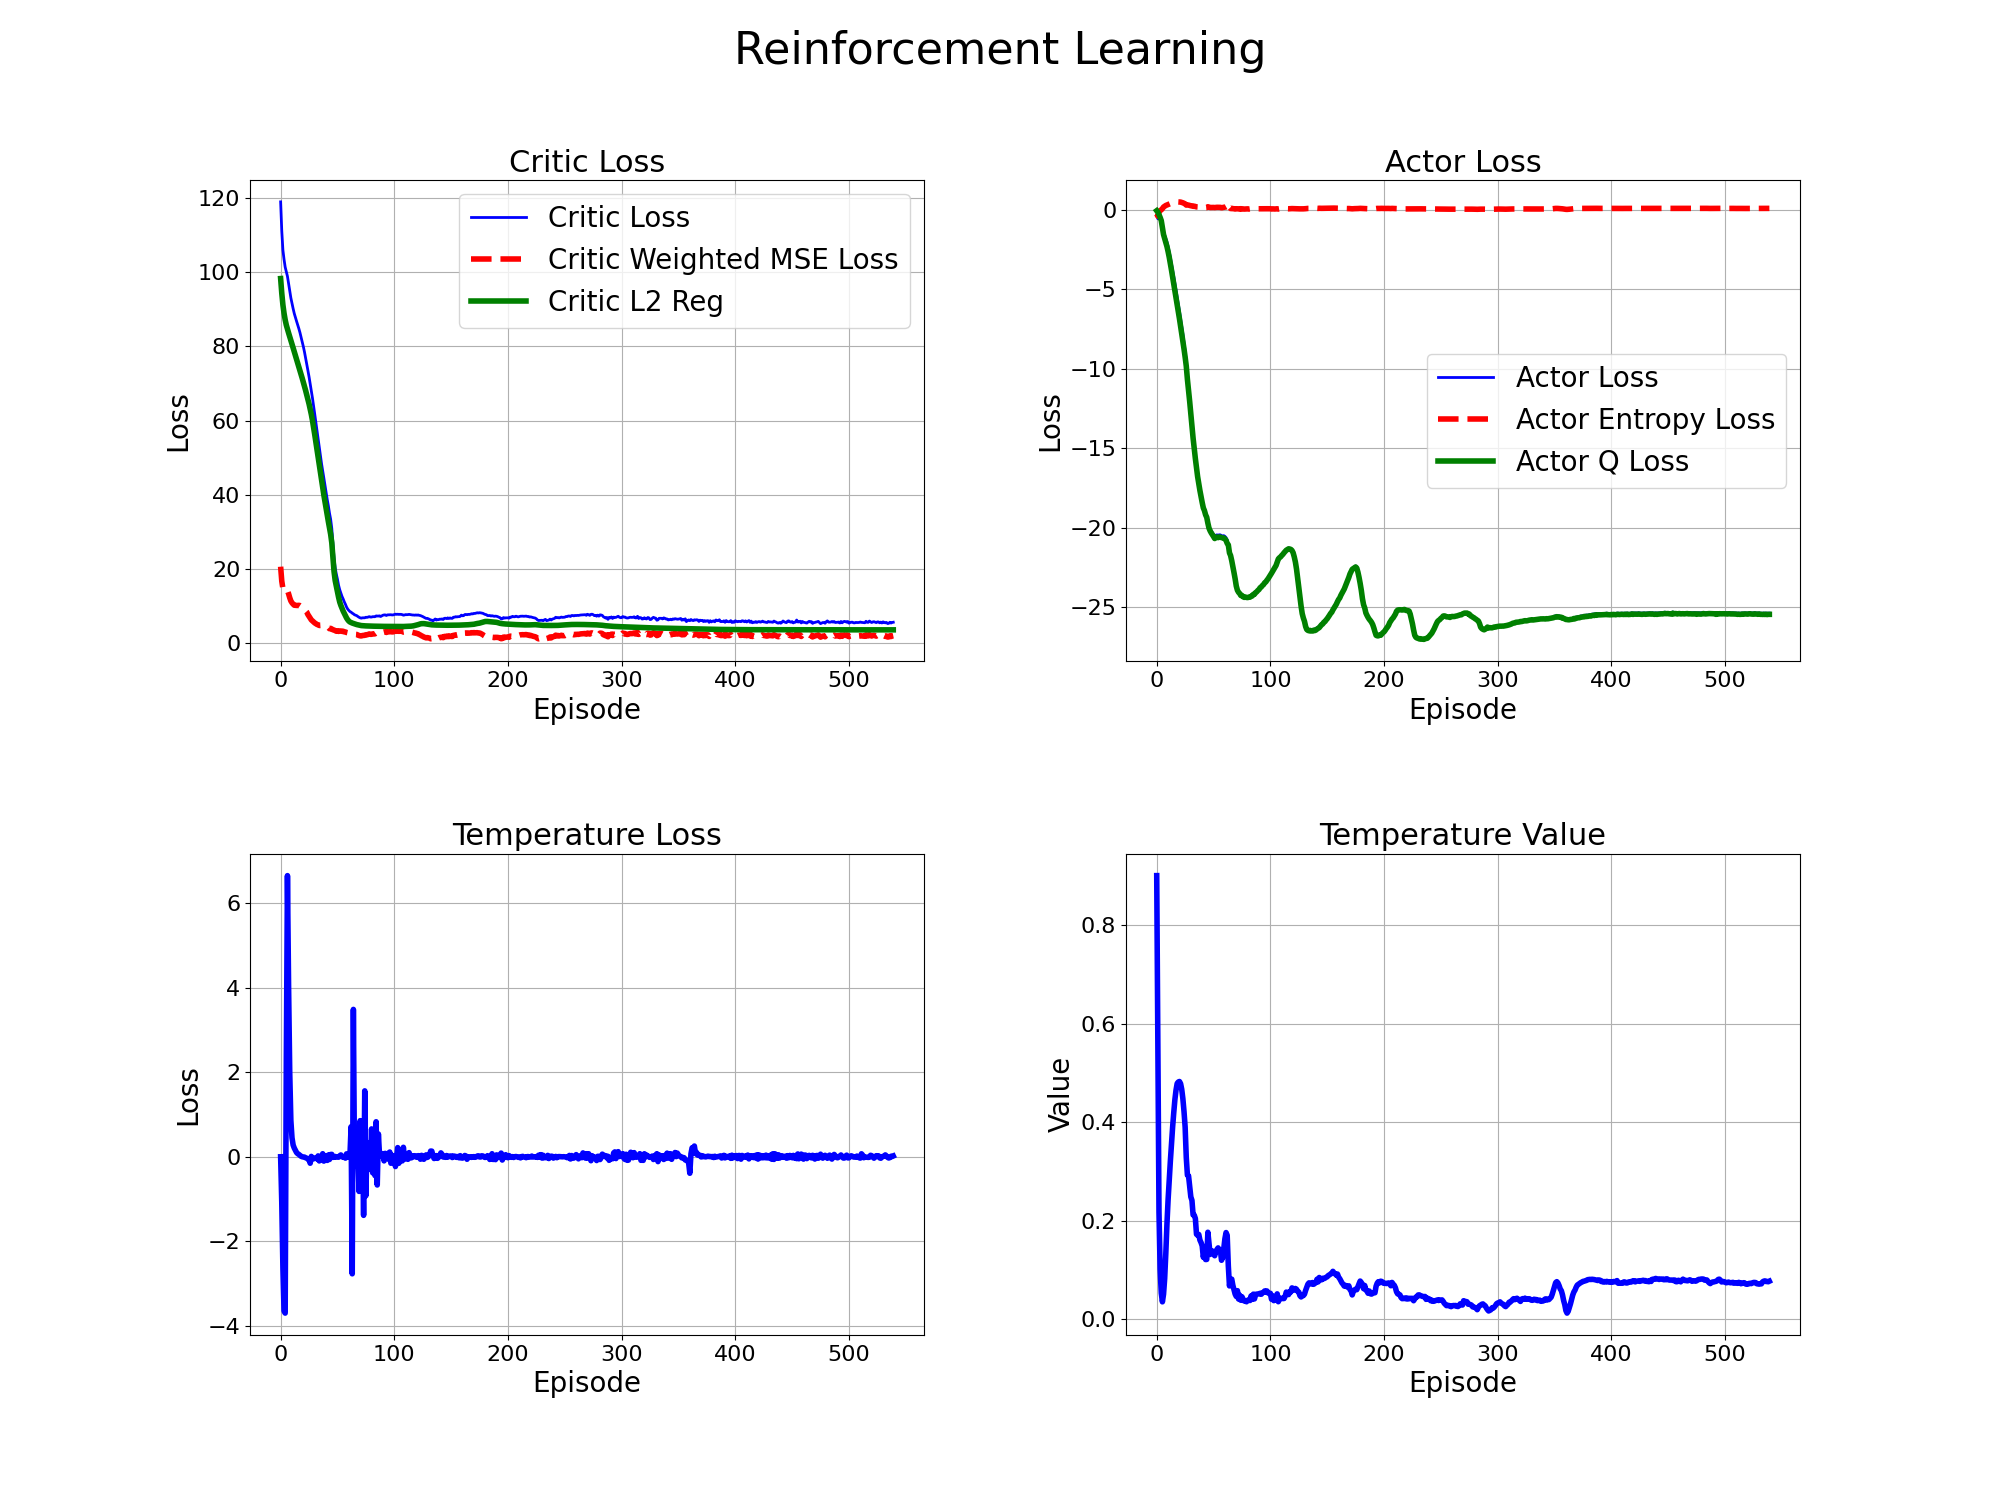 Reinforcement Learning
Critic Loss
120
100
80
60
40
20
0
Loss
Critic Loss
Critic Weighted MSE Loss
Critic L2 Reg
0 100 200 300 400 500
Episode
Actor Loss
0
−5
−10
−15
−20
−25
Loss
Actor Loss
Actor Entropy Loss
Actor Q Loss
0 100 200 300 400 500
Episode
Temperature Loss
6
4
2
0
−2
−4
Loss
0 100 200 300 400 500
Episode
Temperature Value
0.8
0.6
0.4
0.2
0.0
Value
0 100 200 300 400 500
Episode